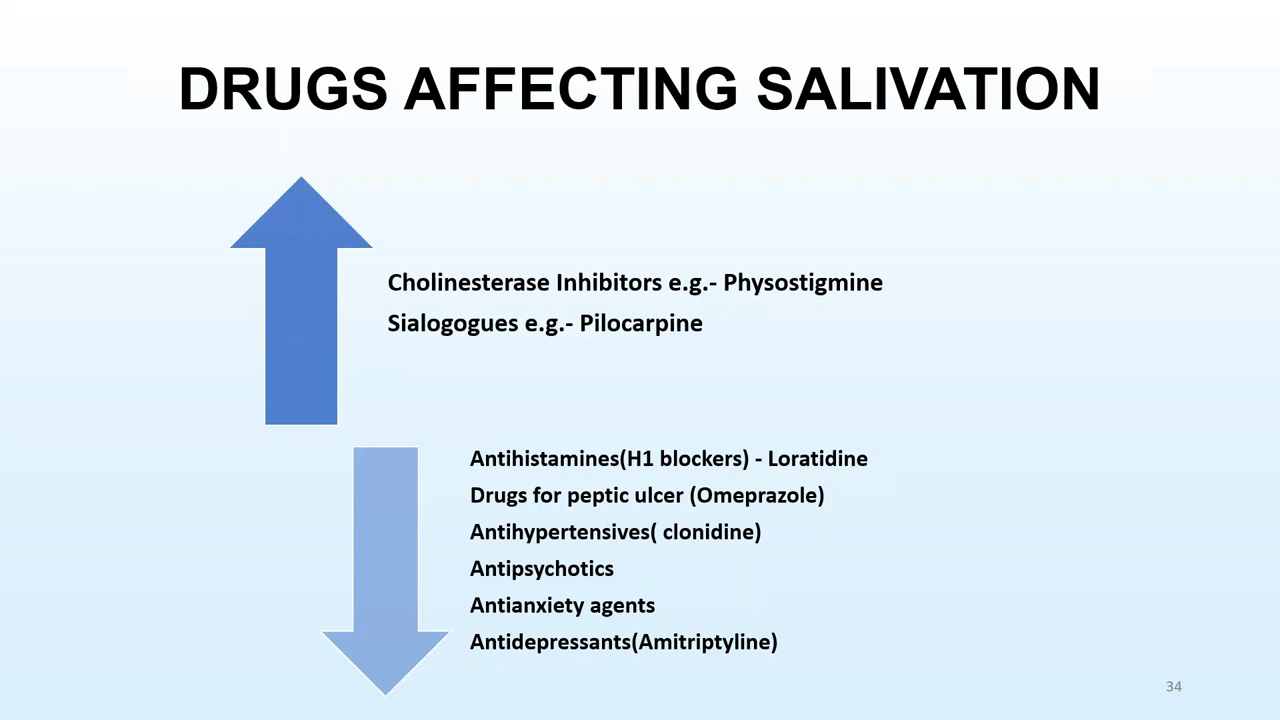 DRUGS AFFECTING SALIVATION
Cholinesterase Inhibitors e.g.- Physostigmine
Sialogogues e.g.- Pilocarpine
Antihistamines(H1 blockers) - Loratidine
Drugs for peptic ulcer (Omeprazole)
Antihypertensives( clonidine)
Antipsychotics
Antianxiety agents
Antidepressants(Amitriptyline)
34